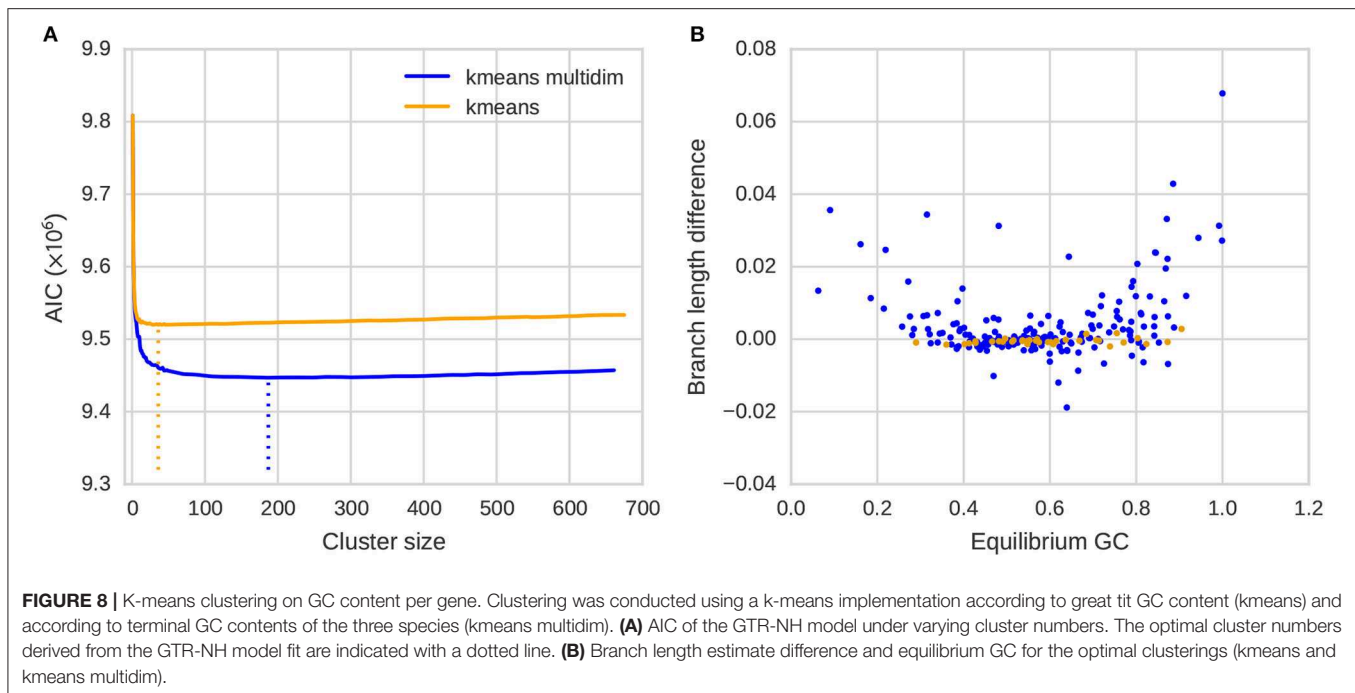 A
9.9
9.8
9.7
9.6
9.5
9.4
9.3
AIC (×10⁶)
kmeans multidim
kmeans
0 100 200 300 400 500 600 700
Cluster size
B
0.08
0.06
0.04
0.02
0.00
−0.02
−0.04
Branch length difference
0.0 0.2 0.4 0.6 0.8 1.0 1.2
Equilibrium GC
FIGURE 8 | K-means clustering on GC content per gene. Clustering was conducted using a k-means implementation according to great tit GC content (kmeans) and
according to terminal GC contents of the three species (kmeans multidim). (A) AIC of the GTR-NH model under varying cluster numbers. The optimal cluster numbers
derived from the GTR-NH model fit are indicated with a dotted line. (B) Branch length estimate difference and equilibrium GC for the optimal clusterings (kmeans and
kmeans multidim).